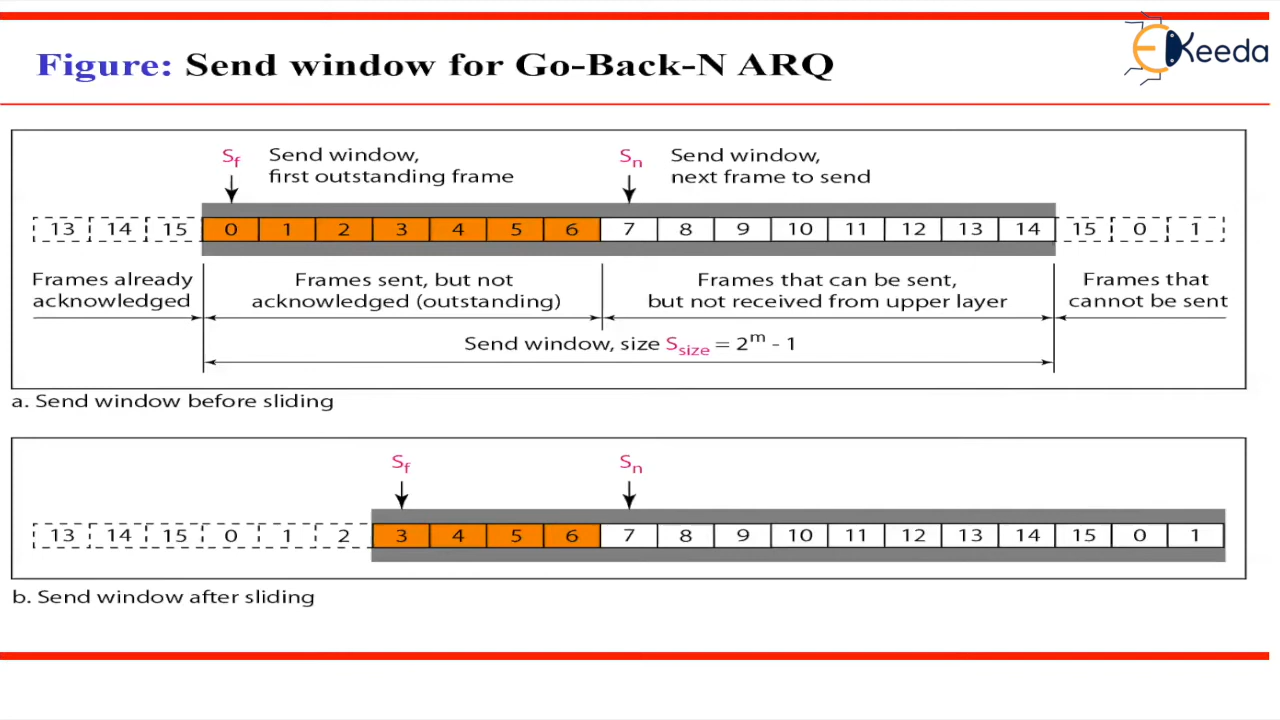 EKeeda
Figure: Send window for Go-Back-N ARQ
Sf Send window, first outstanding frame
Sn Send window, next frame to send
13 14 15 0 1 2 3 4 5 6 7 8 9 10 11 12 13 14 15 0 1
Frames already acknowledged
Frames sent, but not acknowledged (outstanding)
Frames that can be sent, but not received from upper layer
Frames that cannot be sent
Send window, size Ssize = 2^m - 1
a. Send window before sliding
Sf Sn
13 14 15 0 1 2 3 4 5 6 7 8 9 10 11 12 13 14 15 0 1
b. Send window after sliding